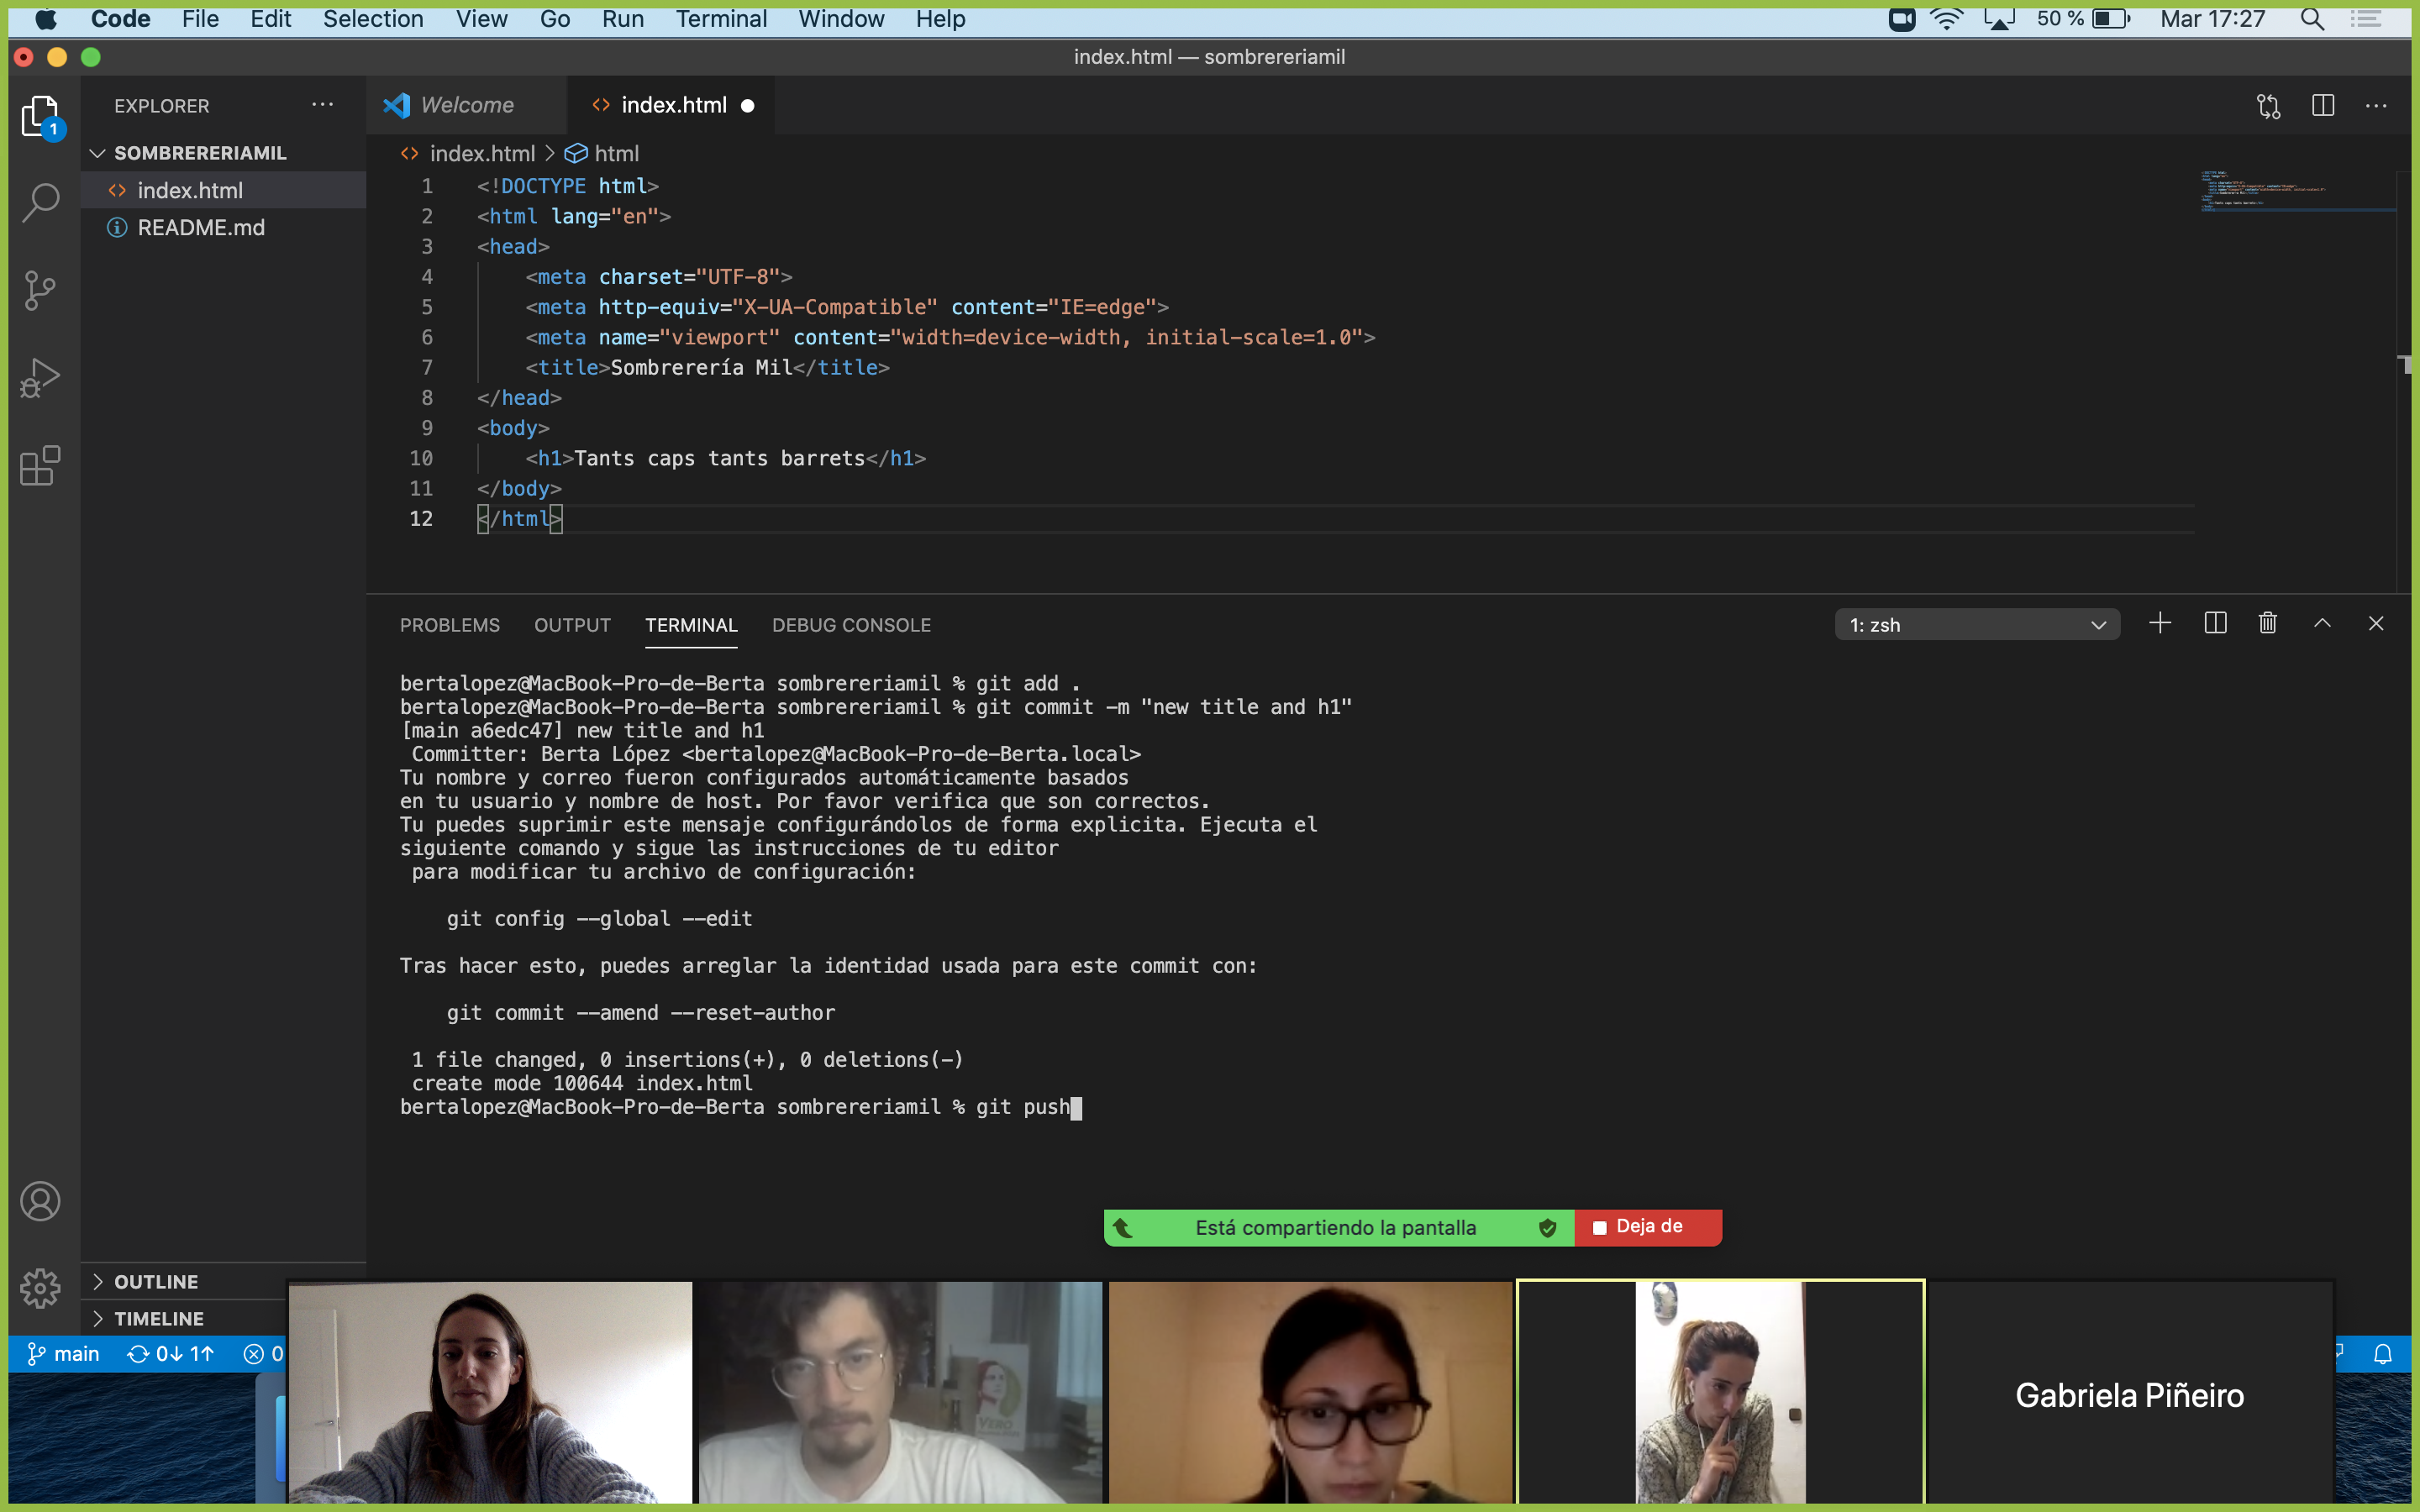 Code File Edit Selection View Go Run Terminal Window Help 50 % Mar 17:27
index.html — sombrereriamil
EXPLORER
Welcome
index.html
SOMBRERERIAMIL
index.html
README.md
1
index.html > html
1 <!DOCTYPE html>
2 <html lang="en">
3 <head>
4 <meta charset="UTF-8">
5 <meta http-equiv="X-UA-Compatible" content="IE=edge">
6 <meta name="viewport" content="width=device-width, initial-scale=1.0">
7 <title>Sombrerería Mil</title>
8 </head>
9 <body>
10 <h1>Tants caps tants barrets</h1>
11 </body>
12 </html>
PROBLEMS OUTPUT TERMINAL DEBUG CONSOLE 1: zsh
bertalopez@MacBook-Pro-de-Berta sombrereriamil % git add .
bertalopez@MacBook-Pro-de-Berta sombrereriamil % git commit -m "new title and h1"
[main a6edc47] new title and h1
Committer: Berta López <bertalopez@MacBook-Pro-de-Berta.local>
Tu nombre y correo fueron configurados automáticamente basados
en tu usuario y nombre de host. Por favor verifica que son correctos.
Tu puedes suprimir este mensaje configurándolos de forma explicita. Ejecuta el
siguiente comando y sigue las instrucciones de tu editor
para modificar tu archivo de configuración:
git config --global --edit
Tras hacer esto, puedes arreglar la identidad usada para este commit con:
git commit --amend --reset-author
1 file changed, 0 insertions(+), 0 deletions(-)
create mode 100644 index.html
bertalopez@MacBook-Pro-de-Berta sombrereriamil % git push
Está compartiendo la pantalla
Deja de
OUTLINE
TIMELINE
main 0↓ 1↑ 0
Gabriela Piñeiro